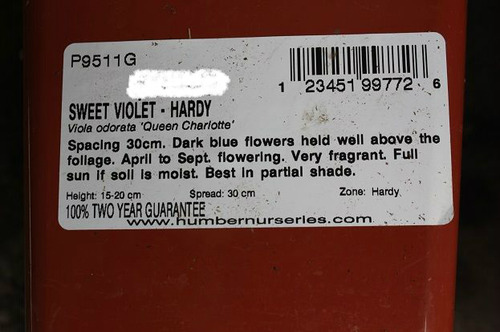 P9511G
1 23451 99772 6
SWEET VIOLET - HARDY
Viola odorata 'Queen Charlotte'
Spacing 30cm. Dark blue flowers held well above the
foliage. April to Sept. flowering. Very fragrant. Full
sun if soil is moist. Best in partial shade.
Height: 15-20 cm Spread: 30 cm Zone: Hardy
100% TWO YEAR GUARANTEE
www.humbernurseries.com